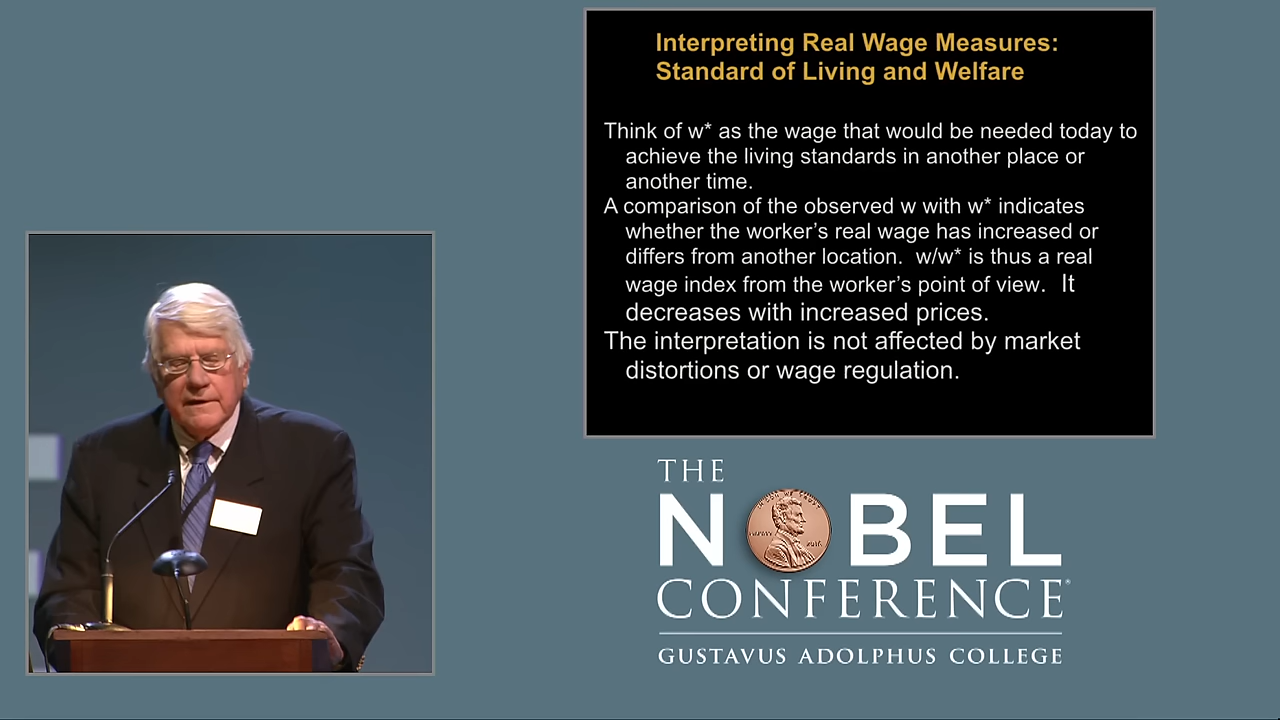 Interpreting Real Wage Measures:
Standard of Living and Welfare
Think of w* as the wage that would be needed today to
achieve the living standards in another place or
another time.
A comparison of the observed w with w* indicates
whether the worker’s real wage has increased or
differs from another location.  w/w* is thus a real
wage index from the worker’s point of view.  It
decreases with increased prices.
The interpretation is not affected by market
distortions or wage regulation.
THE
NOBEL
CONFERENCE®
GUSTAVUS ADOLPHUS COLLEGE